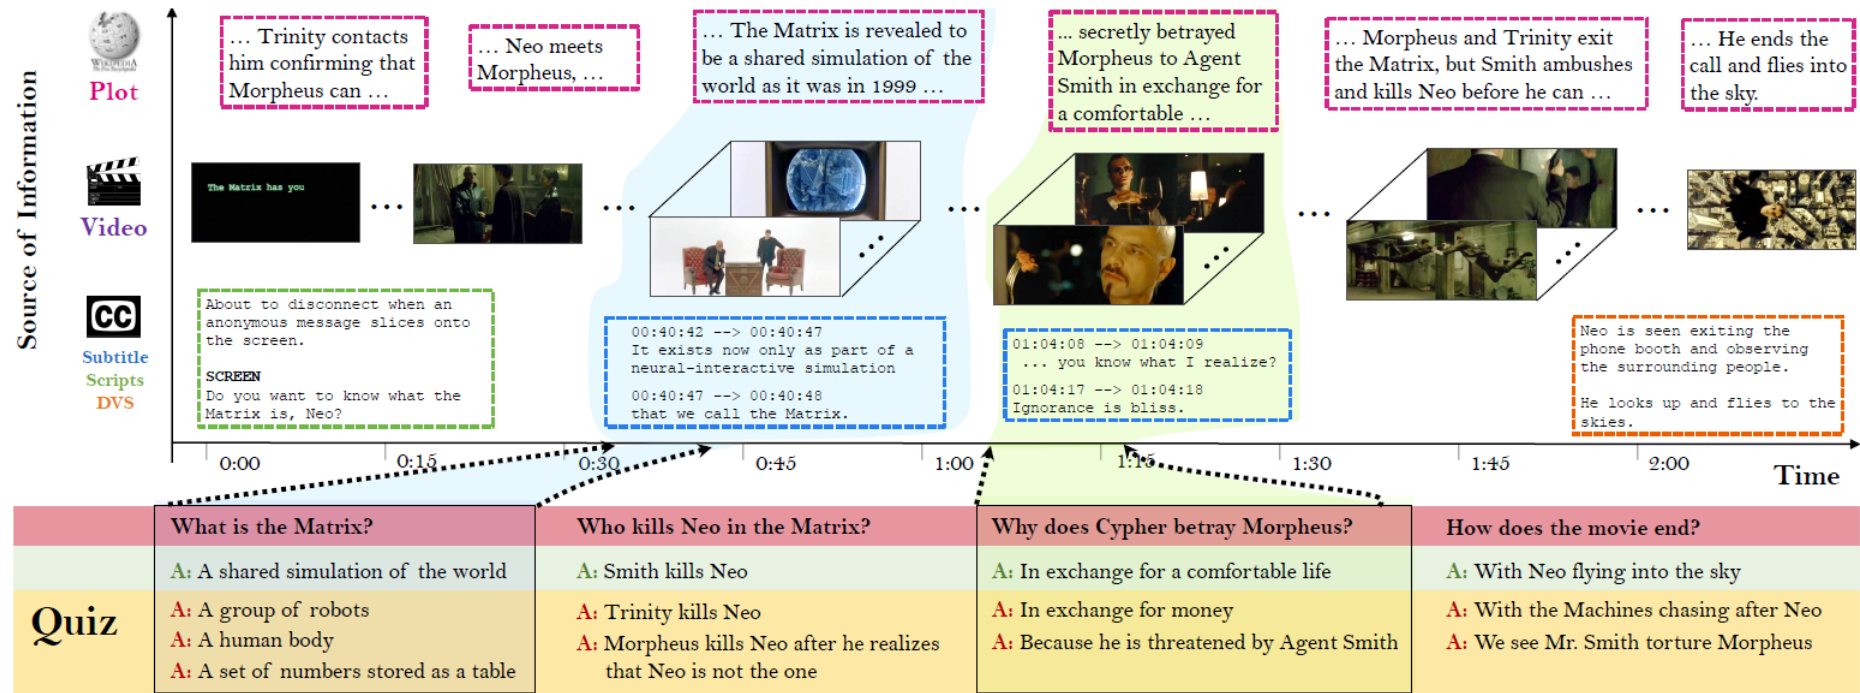 Source of Information
WIKIPEDIA
The Free Encyclopedia
Plot
… Trinity contacts
him confirming that
Morpheus can …
… Neo meets
Morpheus, …
… The Matrix is revealed to
be a shared simulation of the
world as it was in 1999 …
... secretly betrayed
Morpheus to Agent
Smith in exchange for
a comfortable …
… Morpheus and Trinity exit
the Matrix, but Smith ambushes
and kills Neo before he can …
… He ends the
call and flies into
the sky.
Video
The Matrix has you
...
...
...
...
...
CC
Subtitle
Scripts
DVS
About to disconnect when an
anonymous message slices onto
the screen.
SCREEN
Do you want to know what the
Matrix is, Neo?
00:40:42 --> 00:40:47
It exists now only as part of a
neural-interactive simulation
00:40:47 --> 00:40:48
that we call the Matrix.
01:04:08 --> 01:04:09
... you know what I realize?
01:04:17 --> 01:04:18
Ignorance is bliss.
Neo is seen exiting the
phone booth and observing
the surrounding people.
He looks up and flies to the
skies.
0:00
0:15
0:30
0:45
1:00
1:15
1:30
1:45
2:00
Time
Quiz
What is the Matrix?
A: A shared simulation of the world
A: A group of robots
A: A human body
A: A set of numbers stored as a table
Who kills Neo in the Matrix?
A: Smith kills Neo
A: Trinity kills Neo
A: Morpheus kills Neo after he realizes
that Neo is not the one
Why does Cypher betray Morpheus?
A: In exchange for a comfortable life
A: In exchange for money
A: Because he is threatened by Agent Smith
How does the movie end?
A: With Neo flying into the sky
A: With the Machines chasing after Neo
A: We see Mr. Smith torture Morpheus